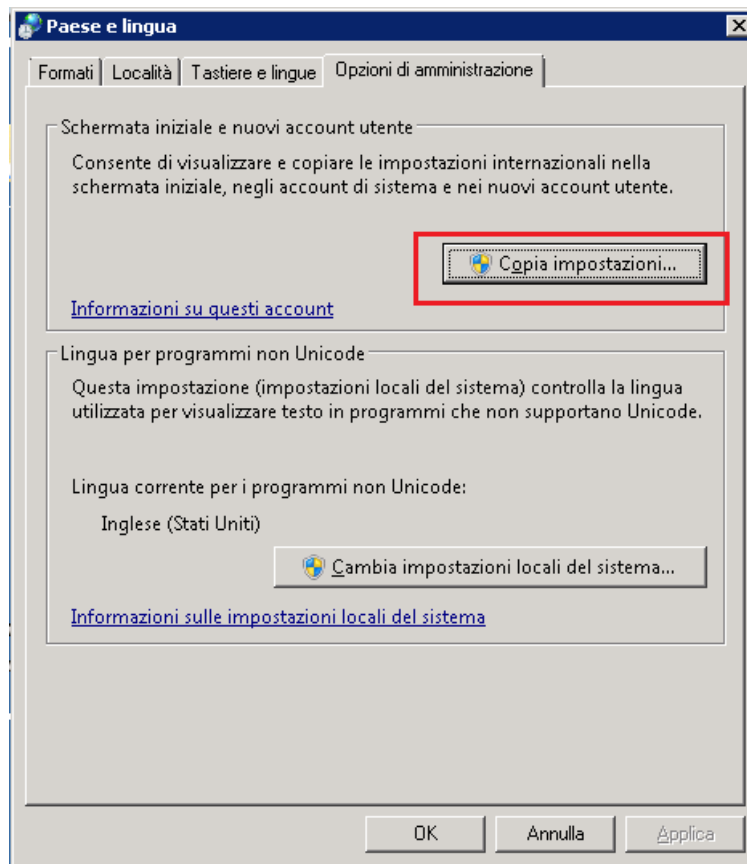 Paese e lingua
Formati
Località
Tastiere e lingue
Opzioni di amministrazione
Schermata iniziale e nuovi account utente
Consente di visualizzare e copiare le impostazioni internazionali nella
schermata iniziale, negli account di sistema e nei nuovi account utente.
Copia impostazioni...
Informazioni su questi account
Lingua per programmi non Unicode
Questa impostazione (impostazioni locali del sistema) controlla la lingua
utilizzata per visualizzare testo in programmi che non supportano Unicode.
Lingua corrente per i programmi non Unicode:
Inglese (Stati Uniti)
Cambia impostazioni locali del sistema...
Informazioni sulle impostazioni locali del sistema
OK
Annulla
Applica